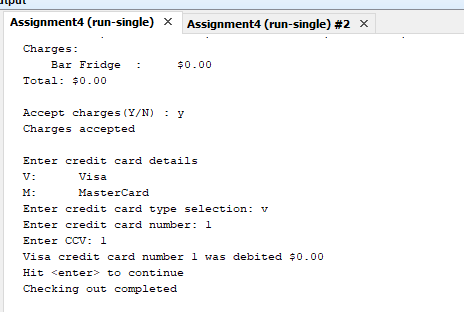 Assignment4 (run-single) ×
Assignment4 (run-single) #2 ×
Charges:
Bar Fridge : $0.00
Total: $0.00
Accept charges(Y/N) : y
Charges accepted
Enter credit card details
V: Visa
M: MasterCard
Enter credit card type selection: v
Enter credit card number: 1
Enter CCV: 1
Visa credit card number 1 was debited $0.00
Hit <enter> to continue
Checking out completed